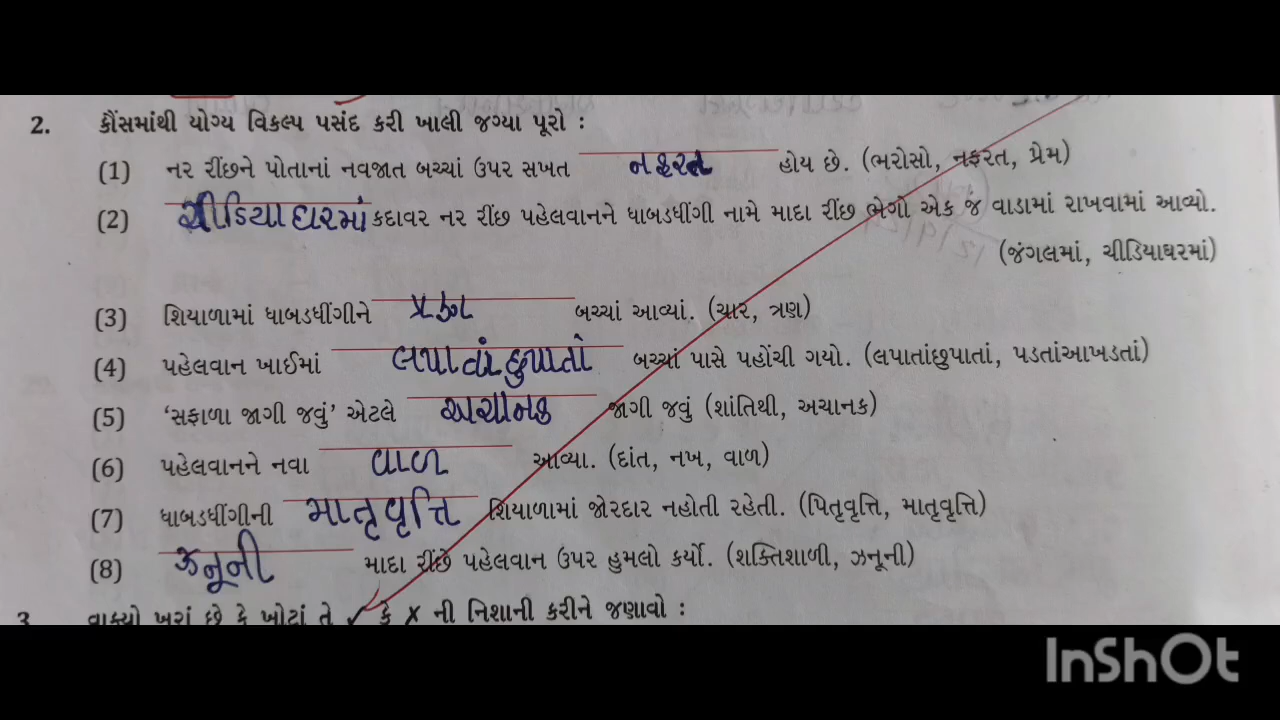 2. કૌંસમાંથી યોગ્ય વિકલ્પ પસંદ કરી ખાલી જગ્યા પૂરો :
(1) નર રીંછને પોતાનાં નવજાત બચ્ચાં ઉપર સખત નફરત હોય છે. (ભરોસો, નફરત, પ્રેમ)
(2) ચીડિયાઘરમાં કદાવર નર રીંછ પહેલવાનને ધાબડધીંગી નામે માદા રીંછ ભેગો એક જ વાડામાં રાખવામાં આવ્યો.
(જંગલમાં, ચીડિયાઘરમાં)
(3) શિયાળામાં ધાબડધીંગીને ત્રણ બચ્ચાં આવ્યાં. (ચાર, ત્રણ)
(4) પહેલવાન ખાઈમાં લપાતાંછુપાતો બચ્ચાં પાસે પહોંચી ગયો. (લપાતાંછુપાતાં, પડતાંઆખડતાં)
(5) ‘સફાળા જાગી જવું’ એટલે અચાનક જાગી જવું (શાંતિથી, અચાનક)
(6) પહેલવાનને નવા વાળ આવ્યા. (દાંત, નખ, વાળ)
(7) ધાબડધીંગીની માતૃવૃત્તિ શિયાળામાં જોરદાર નહોતી રહેતી. (પિતૃવૃત્તિ, માતૃવૃત્તિ)
(8) ઝનૂની માદા રીંછે પહેલવાન ઉપર હુમલો કર્યો. (શક્તિશાળી, ઝનૂની)
3. વાક્યો ખરાં છે કે ખોટાં તે ✓ કે ✗ ની નિશાની કરીને જણાવો :
InShOt